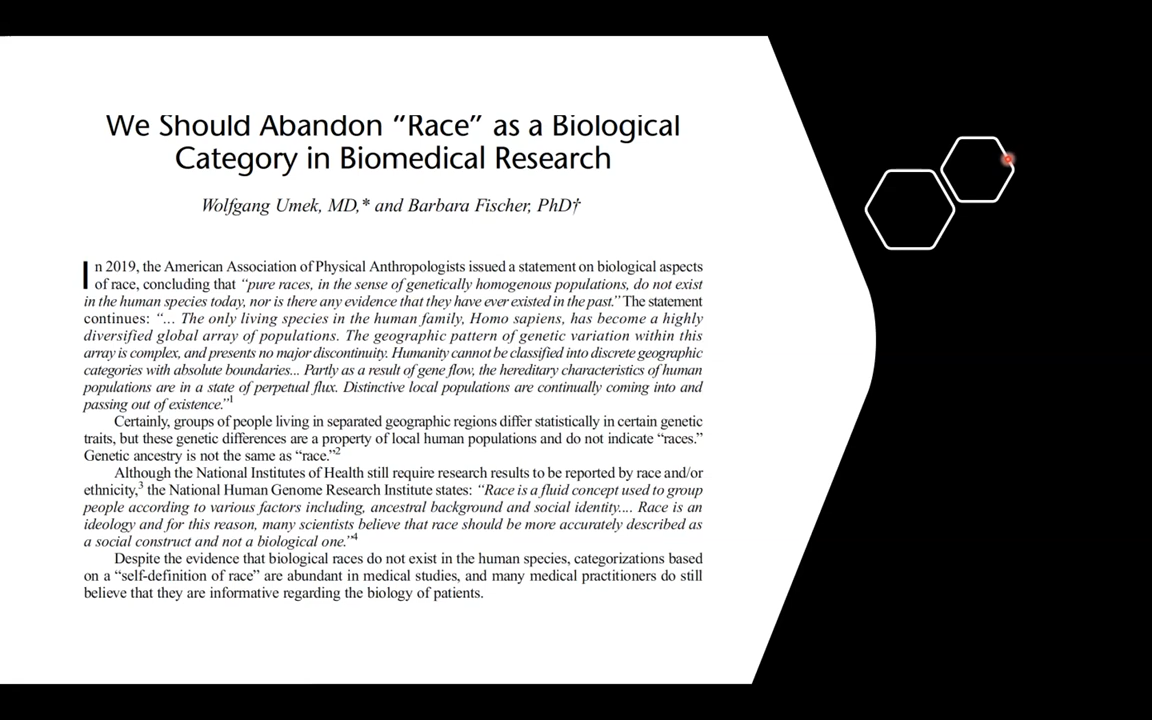 We Should Abandon “Race” as a Biological
Category in Biomedical Research
Wolfgang Umek, MD,* and Barbara Fischer, PhD†
In 2019, the American Association of Physical Anthropologists issued a statement on biological aspects
of race, concluding that “pure races, in the sense of genetically homogenous populations, do not exist
in the human species today, nor is there any evidence that they have ever existed in the past.” The statement
continues: “... The only living species in the human family, Homo sapiens, has become a highly
diversified global array of populations. The geographic pattern of genetic variation within this
array is complex, and presents no major discontinuity. Humanity cannot be classified into discrete geographic
categories with absolute boundaries... Partly as a result of gene flow, the hereditary characteristics of human
populations are in a state of perpetual flux. Distinctive local populations are continually coming into and
passing out of existence.”1
Certainly, groups of people living in separated geographic regions differ statistically in certain genetic
traits, but these genetic differences are a property of local human populations and do not indicate “races.”
Genetic ancestry is not the same as “race.”2
Although the National Institutes of Health still require research results to be reported by race and/or
ethnicity,3 the National Human Genome Research Institute states: “Race is a fluid concept used to group
people according to various factors including, ancestral background and social identity.... Race is an
ideology and for this reason, many scientists believe that race should be more accurately described as
a social construct and not a biological one.”4
Despite the evidence that biological races do not exist in the human species, categorizations based
on a “self-definition of race” are abundant in medical studies, and many medical practitioners do still
believe that they are informative regarding the biology of patients.